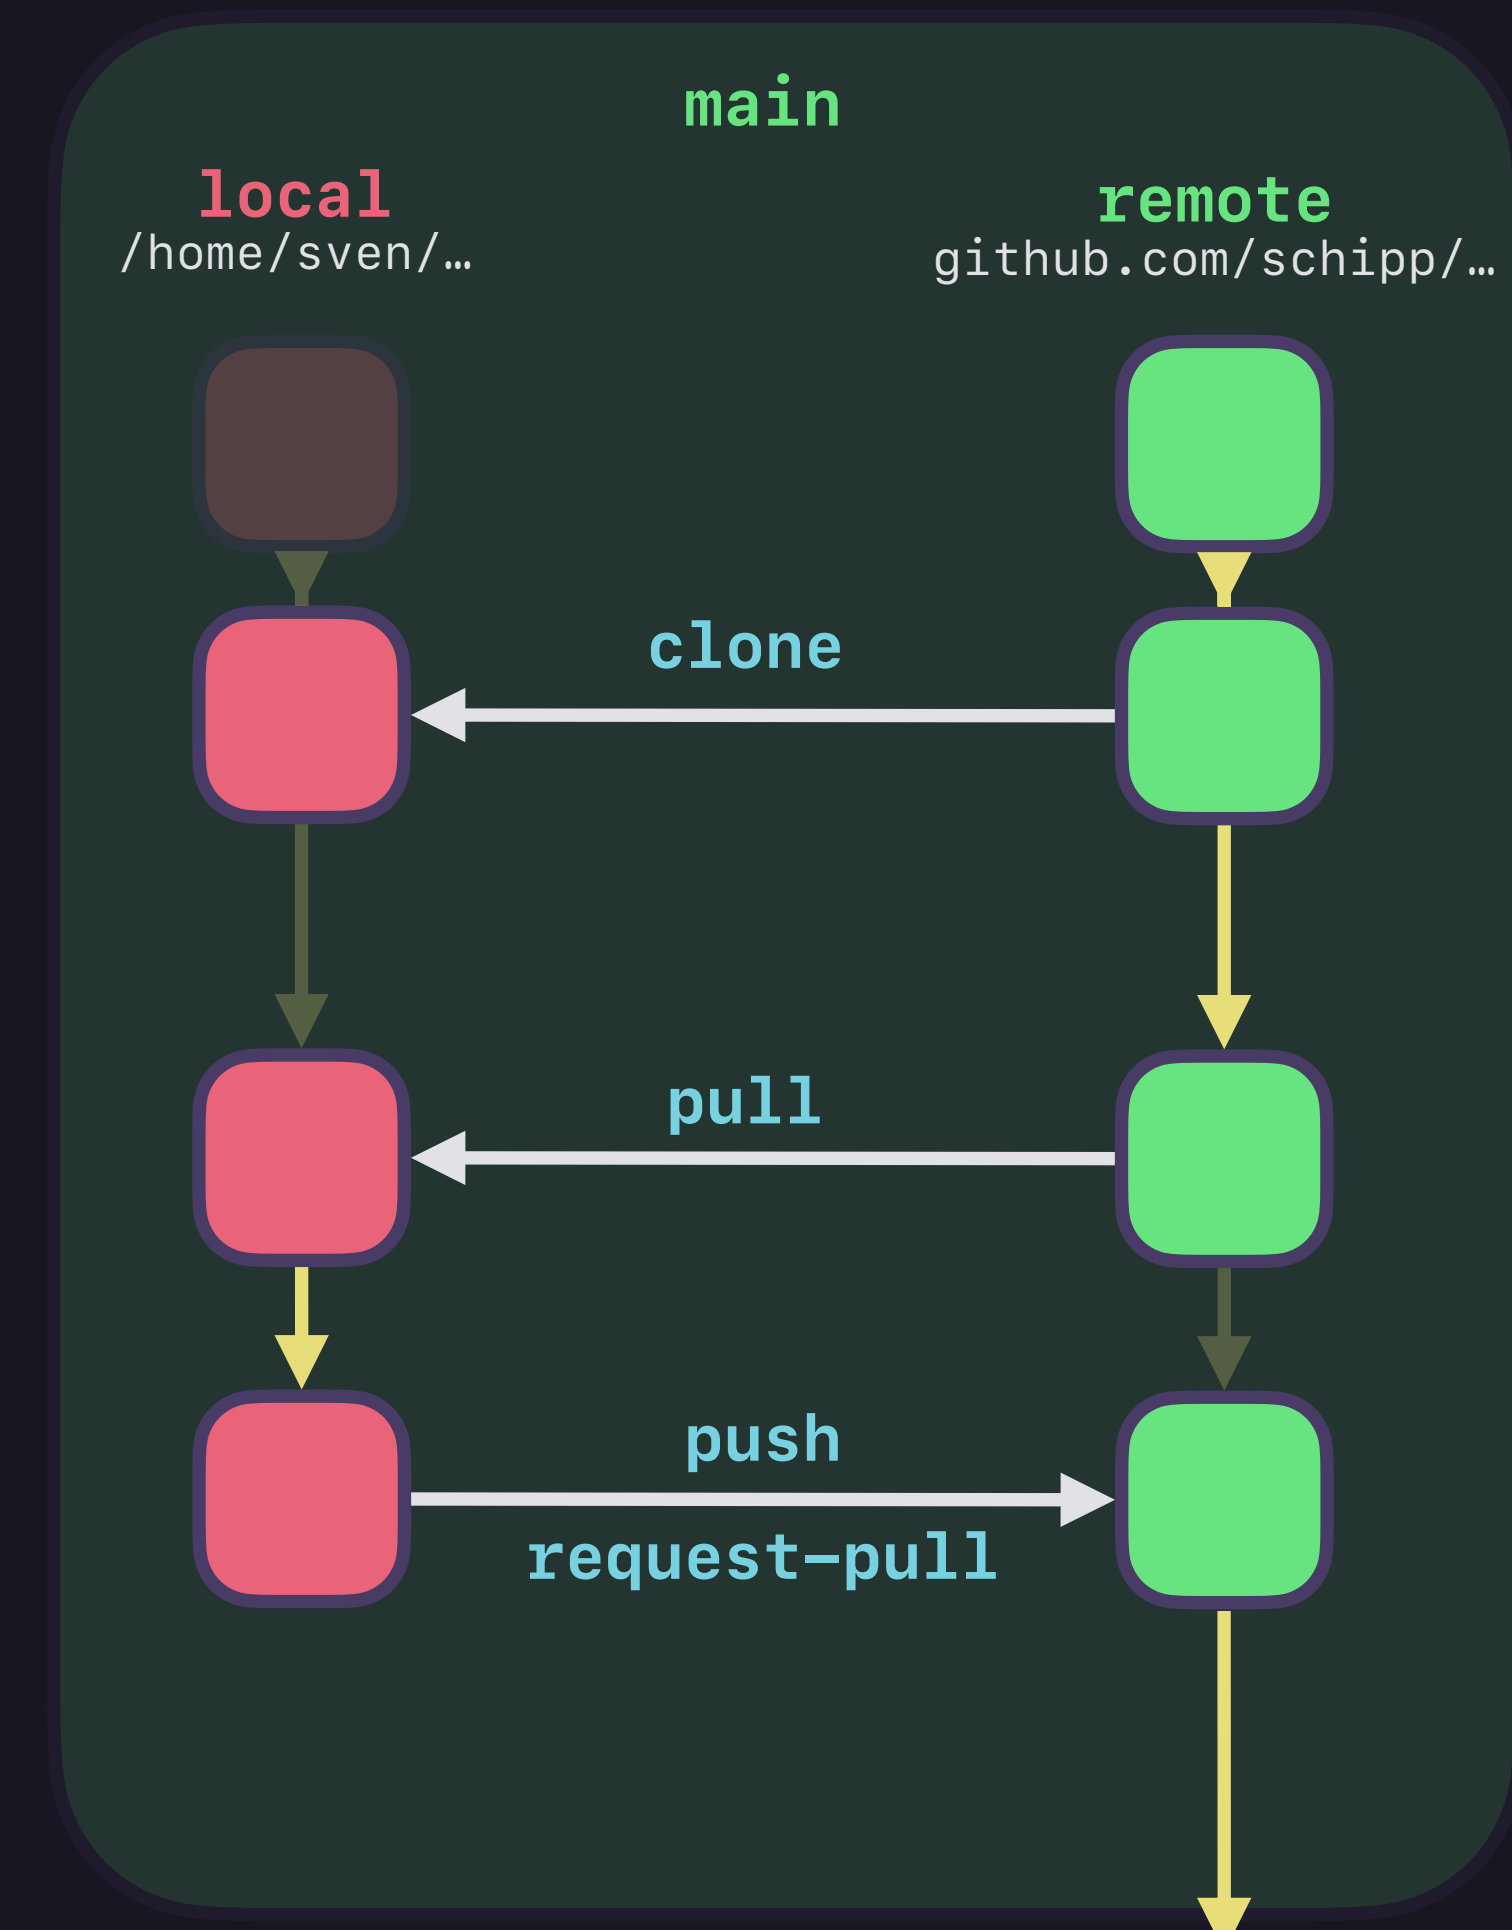 main
local
remote
/home/sven/…
github.com/schipp/…
clone
pull
push
request-pull